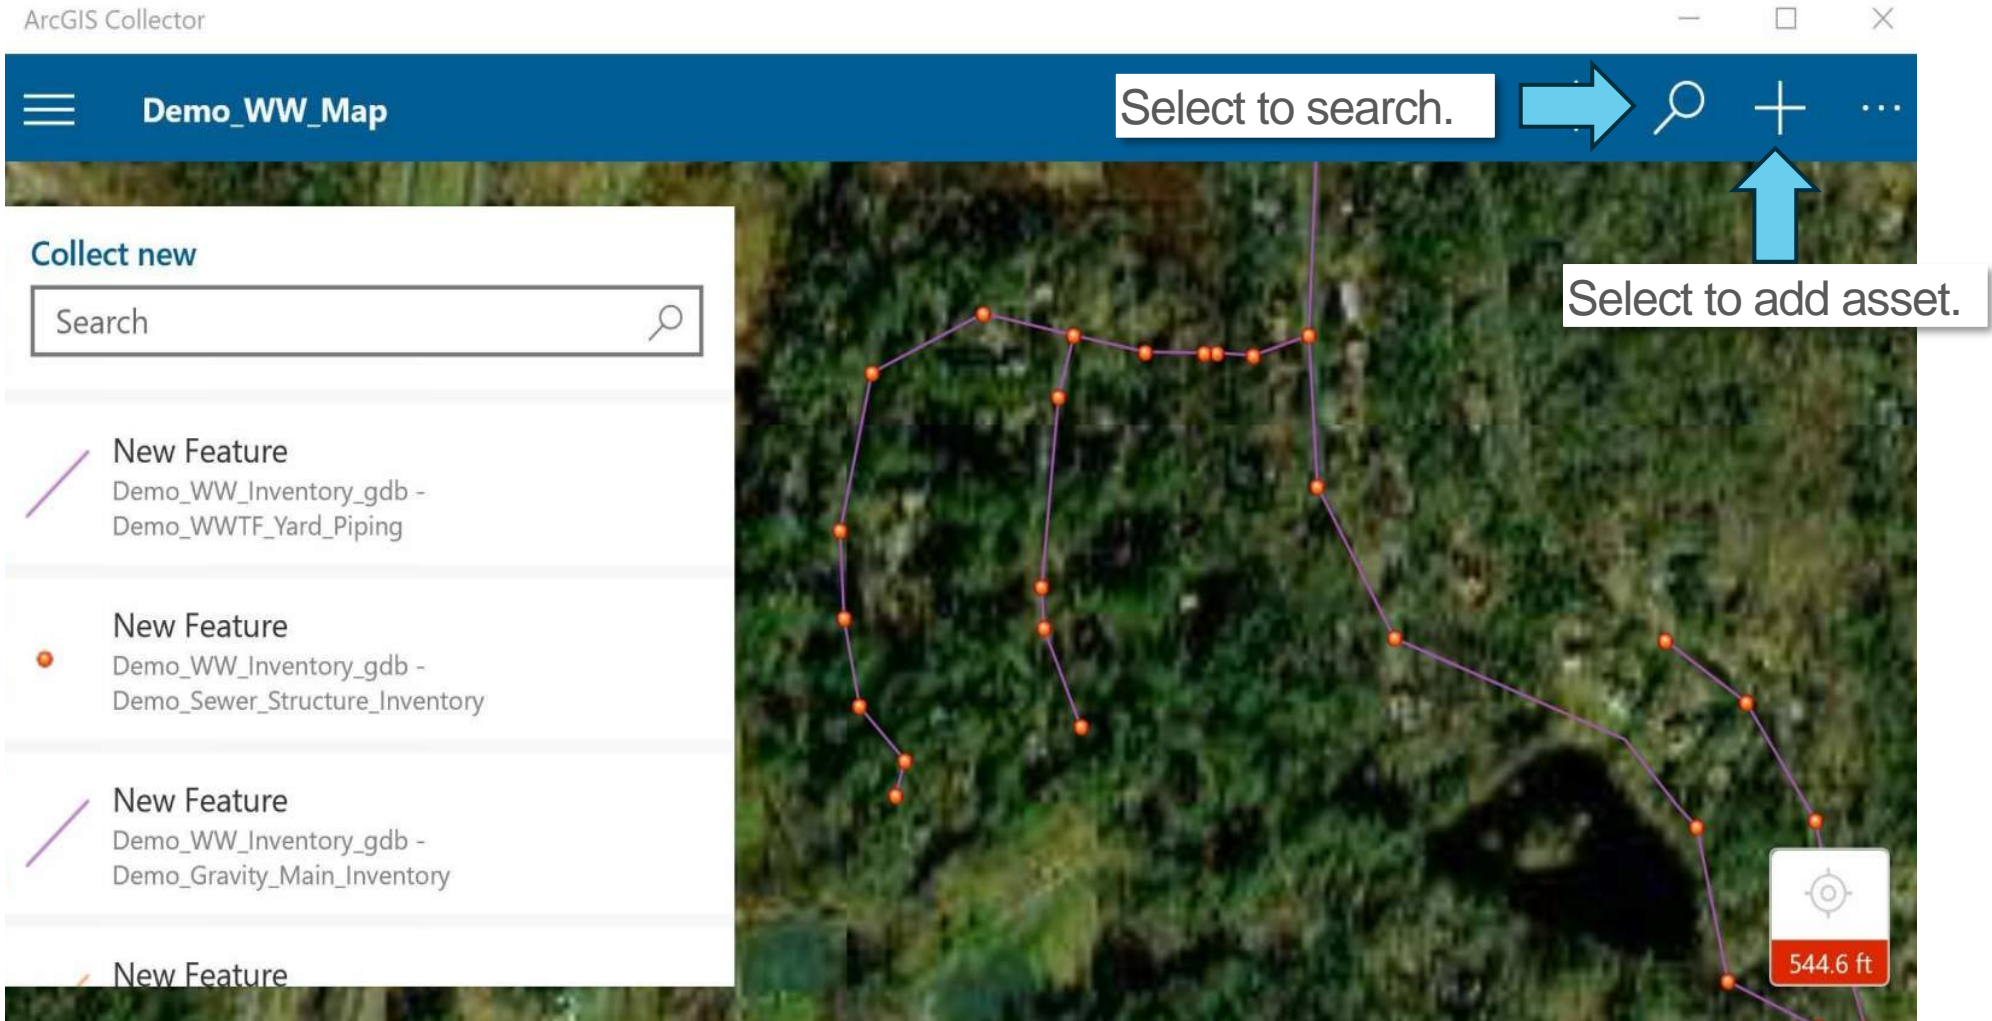 ArcGIS Collector
Demo_WW_Map
Select to search.
Select to add asset.
Collect new
Search
New Feature
Demo_WW_Inventory_gdb -
Demo_WWTF_Yard_Piping
New Feature
Demo_WW_Inventory_gdb -
Demo_Sewer_Structure_Inventory
New Feature
Demo_WW_Inventory_gdb -
Demo_Gravity_Main_Inventory
New Feature
544.6 ft